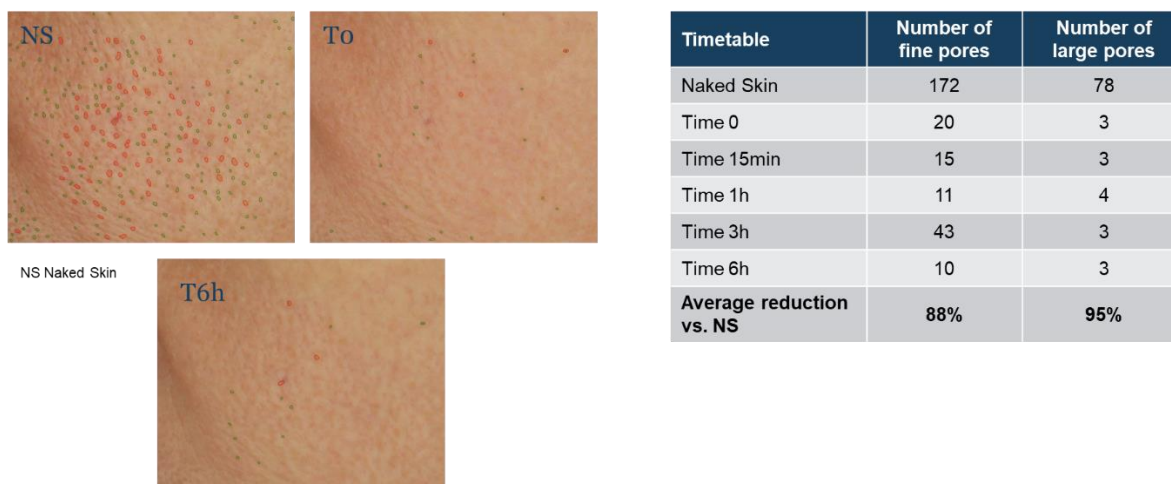 NS
To
NS Naked Skin
T6h
Timetable Number of fine pores Number of large pores
Naked Skin 172 78
Time 0 20 3
Time 15min 15 3
Time 1h 11 4
Time 3h 43 3
Time 6h 10 3
Average reduction vs. NS 88% 95%